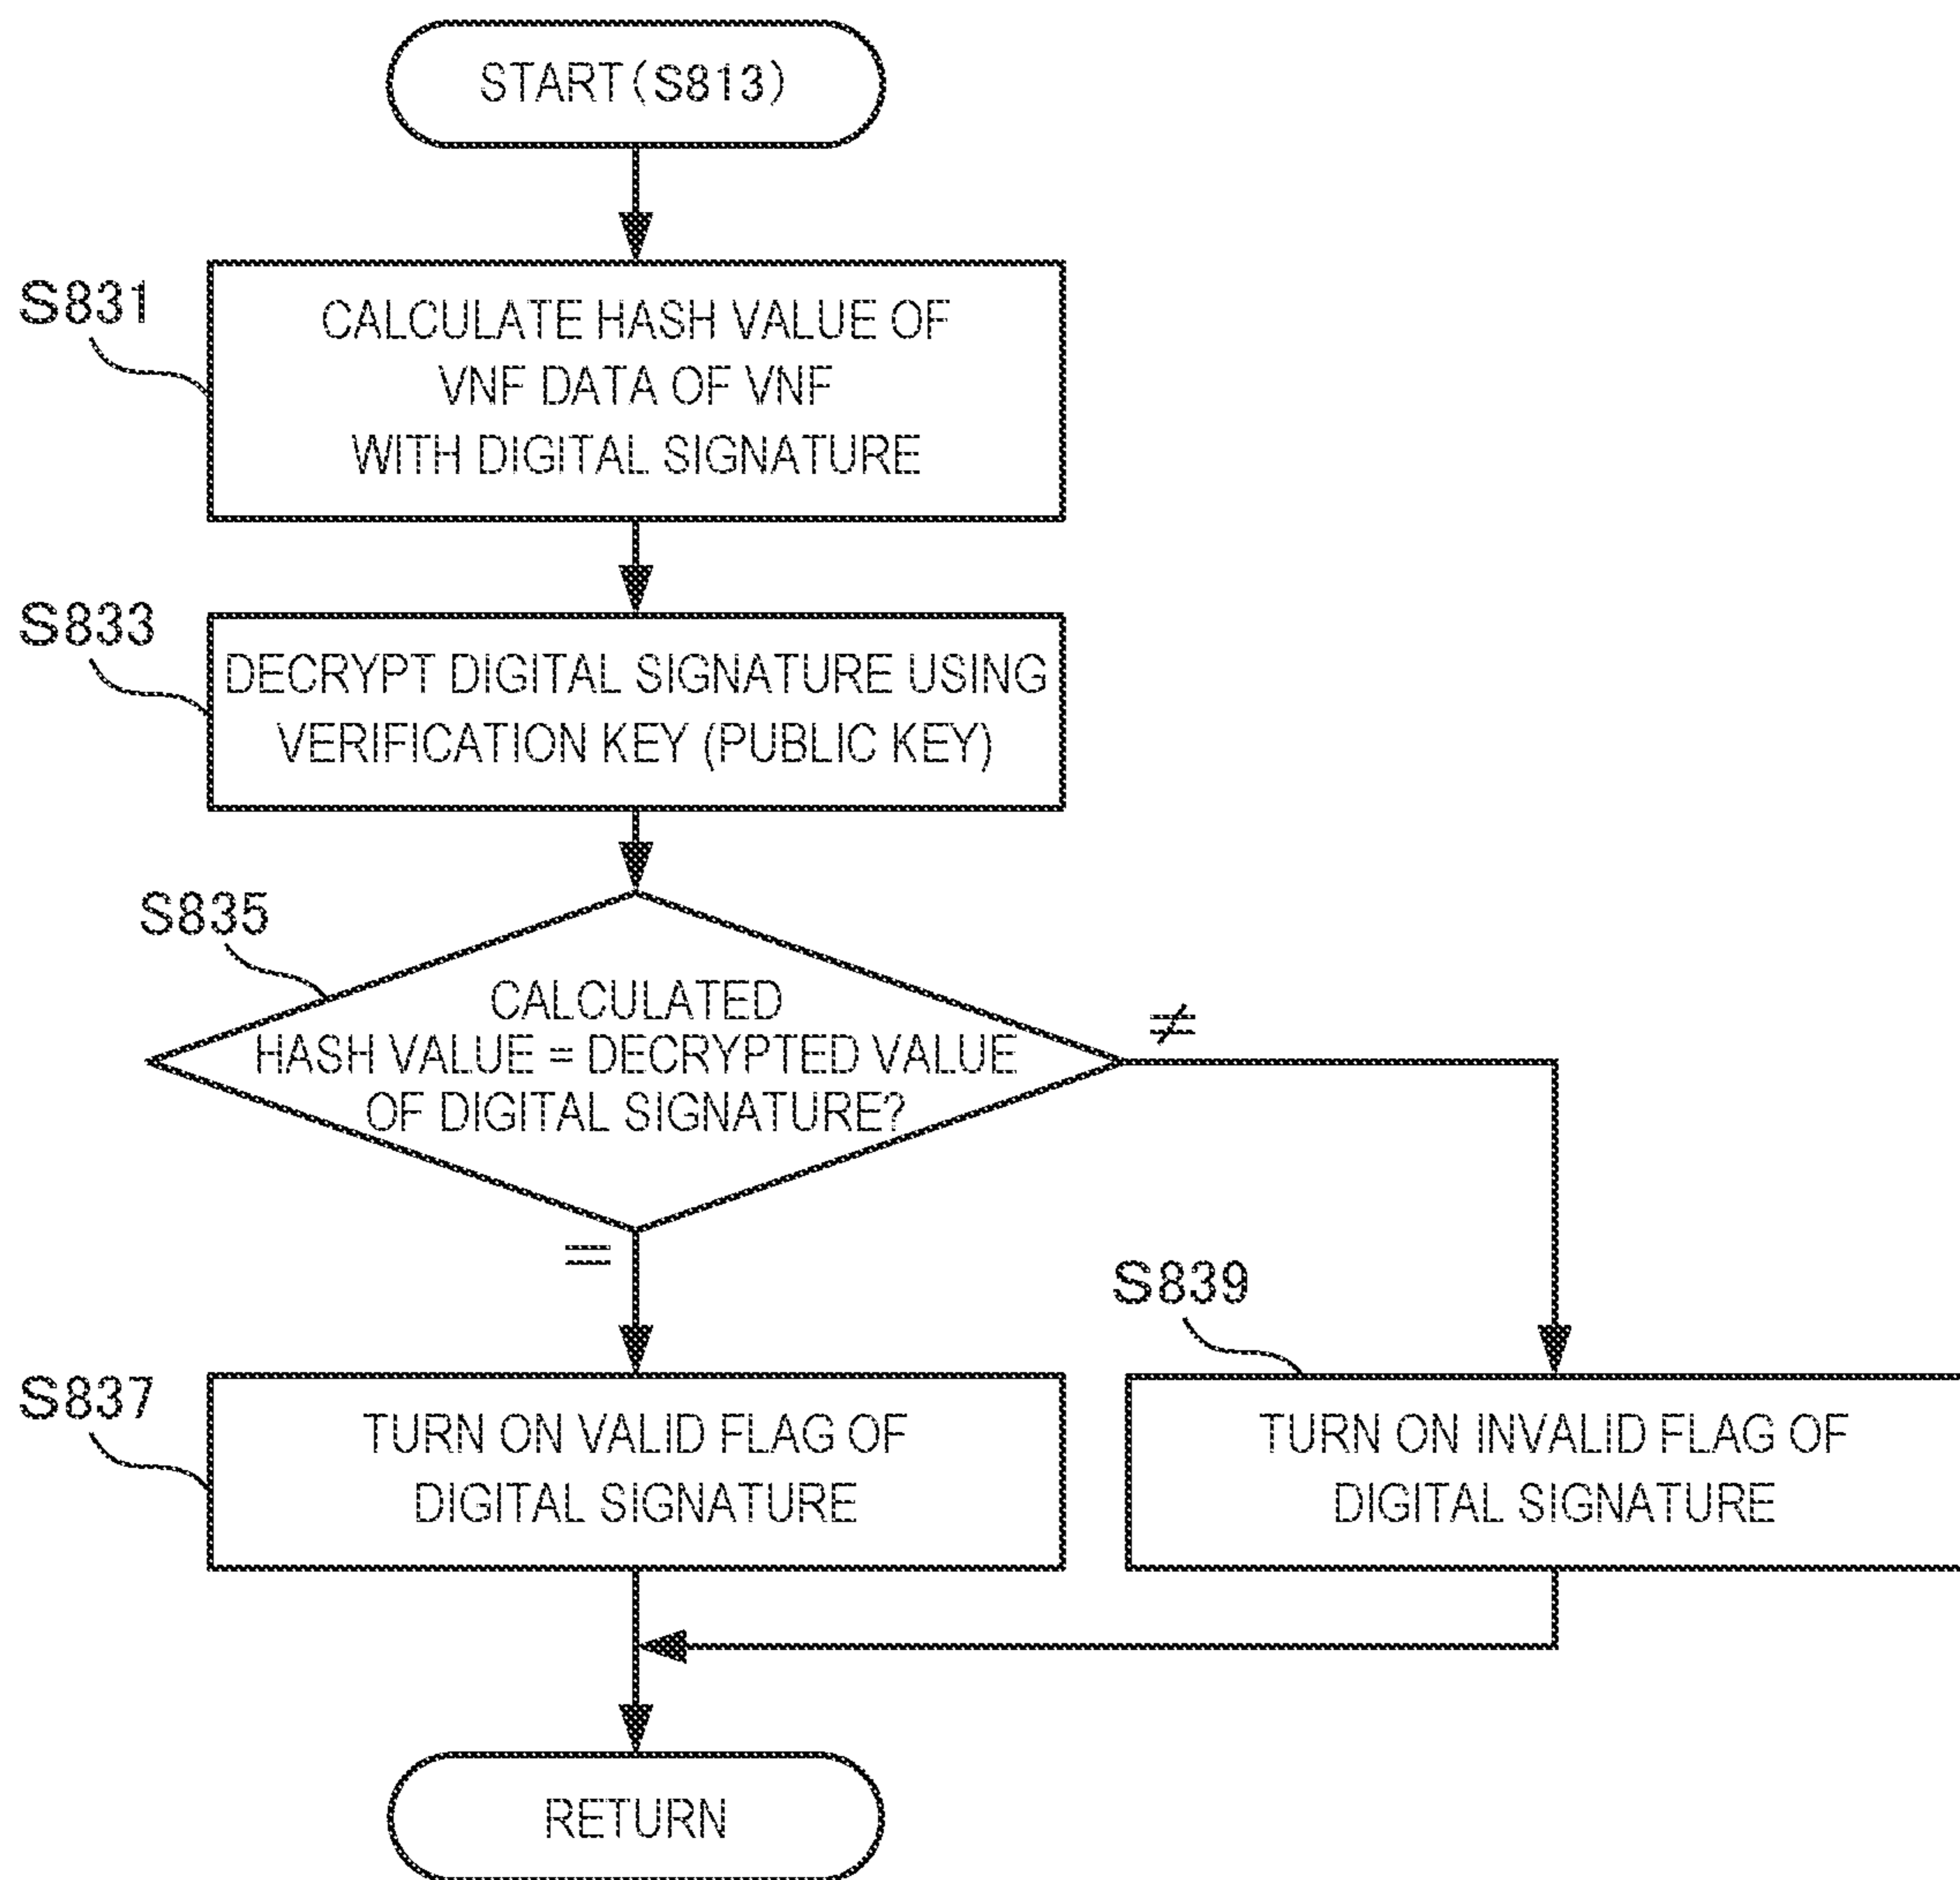 START(S813)
S831
CALCULATE HASH VALUE OF
VNF DATA OF VNF
WITH DIGITAL SIGNATURE
S833
DECRYPT DIGITAL SIGNATURE USING
VERIFICATION KEY (PUBLIC KEY)
S835
CALCULATED
HASH VALUE = DECRYPTED VALUE
OF DIGITAL SIGNATURE?
≠
=
S837
TURN ON VALID FLAG OF
DIGITAL SIGNATURE
S839
TURN ON INVALID FLAG OF
DIGITAL SIGNATURE
RETURN